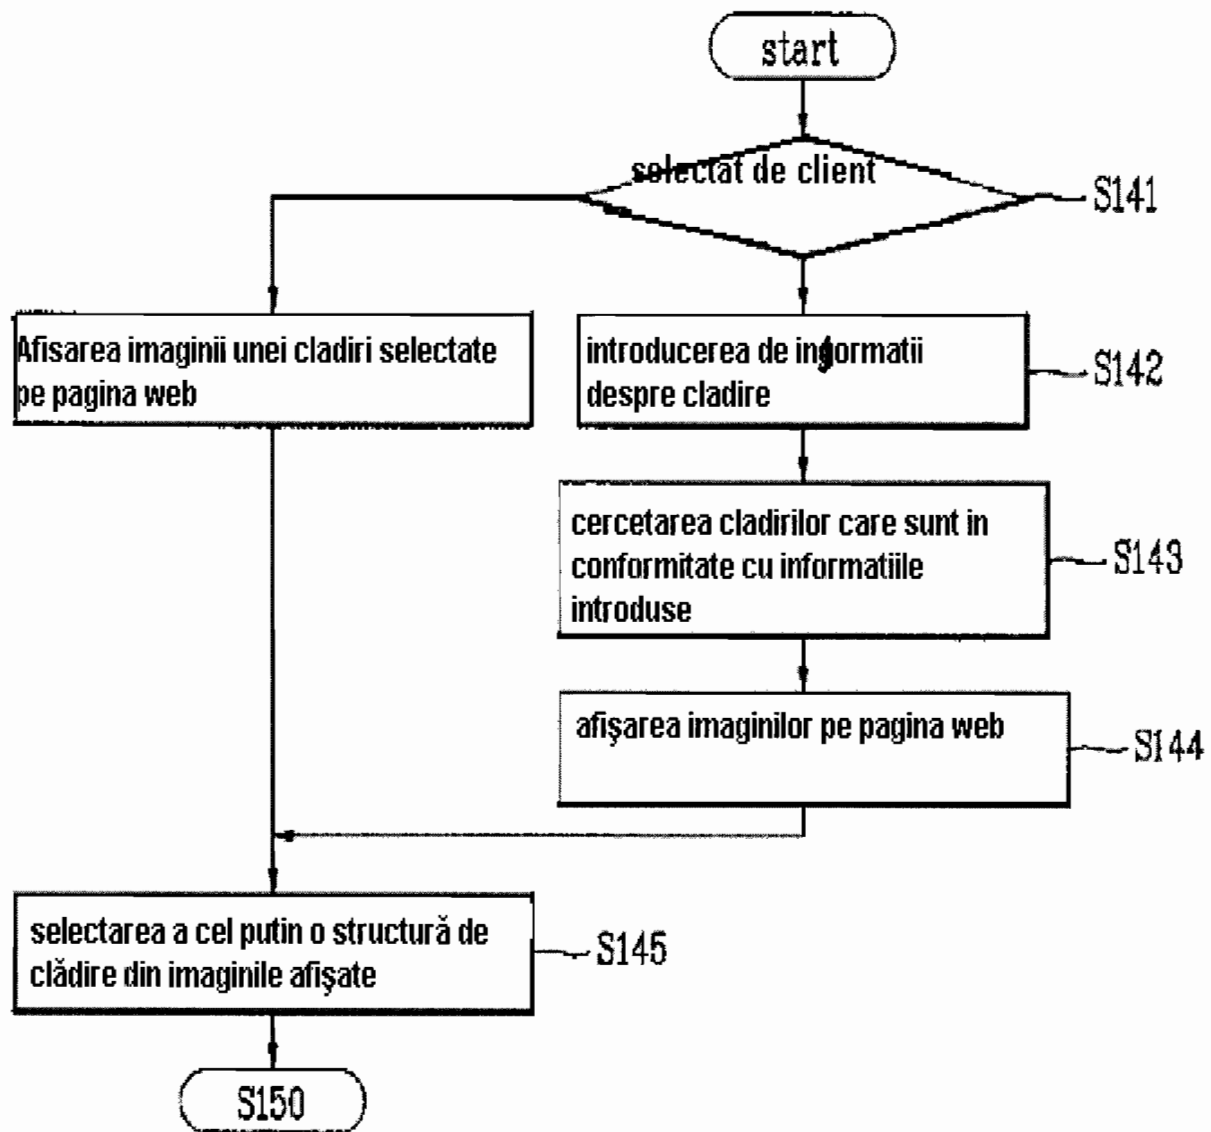 start
selectat de client
S141
Afisarea imaginii unei cladiri selectate
pe pagina web
introducerea de informatii
despre cladire
S142
cercetarea cladirilor care sunt in
conformitate cu informatiile
introduse
S143
afişarea imaginilor pe pagina web
S144
selectarea a cel putin o structură de
clădire din imaginile afişate
S145
S150